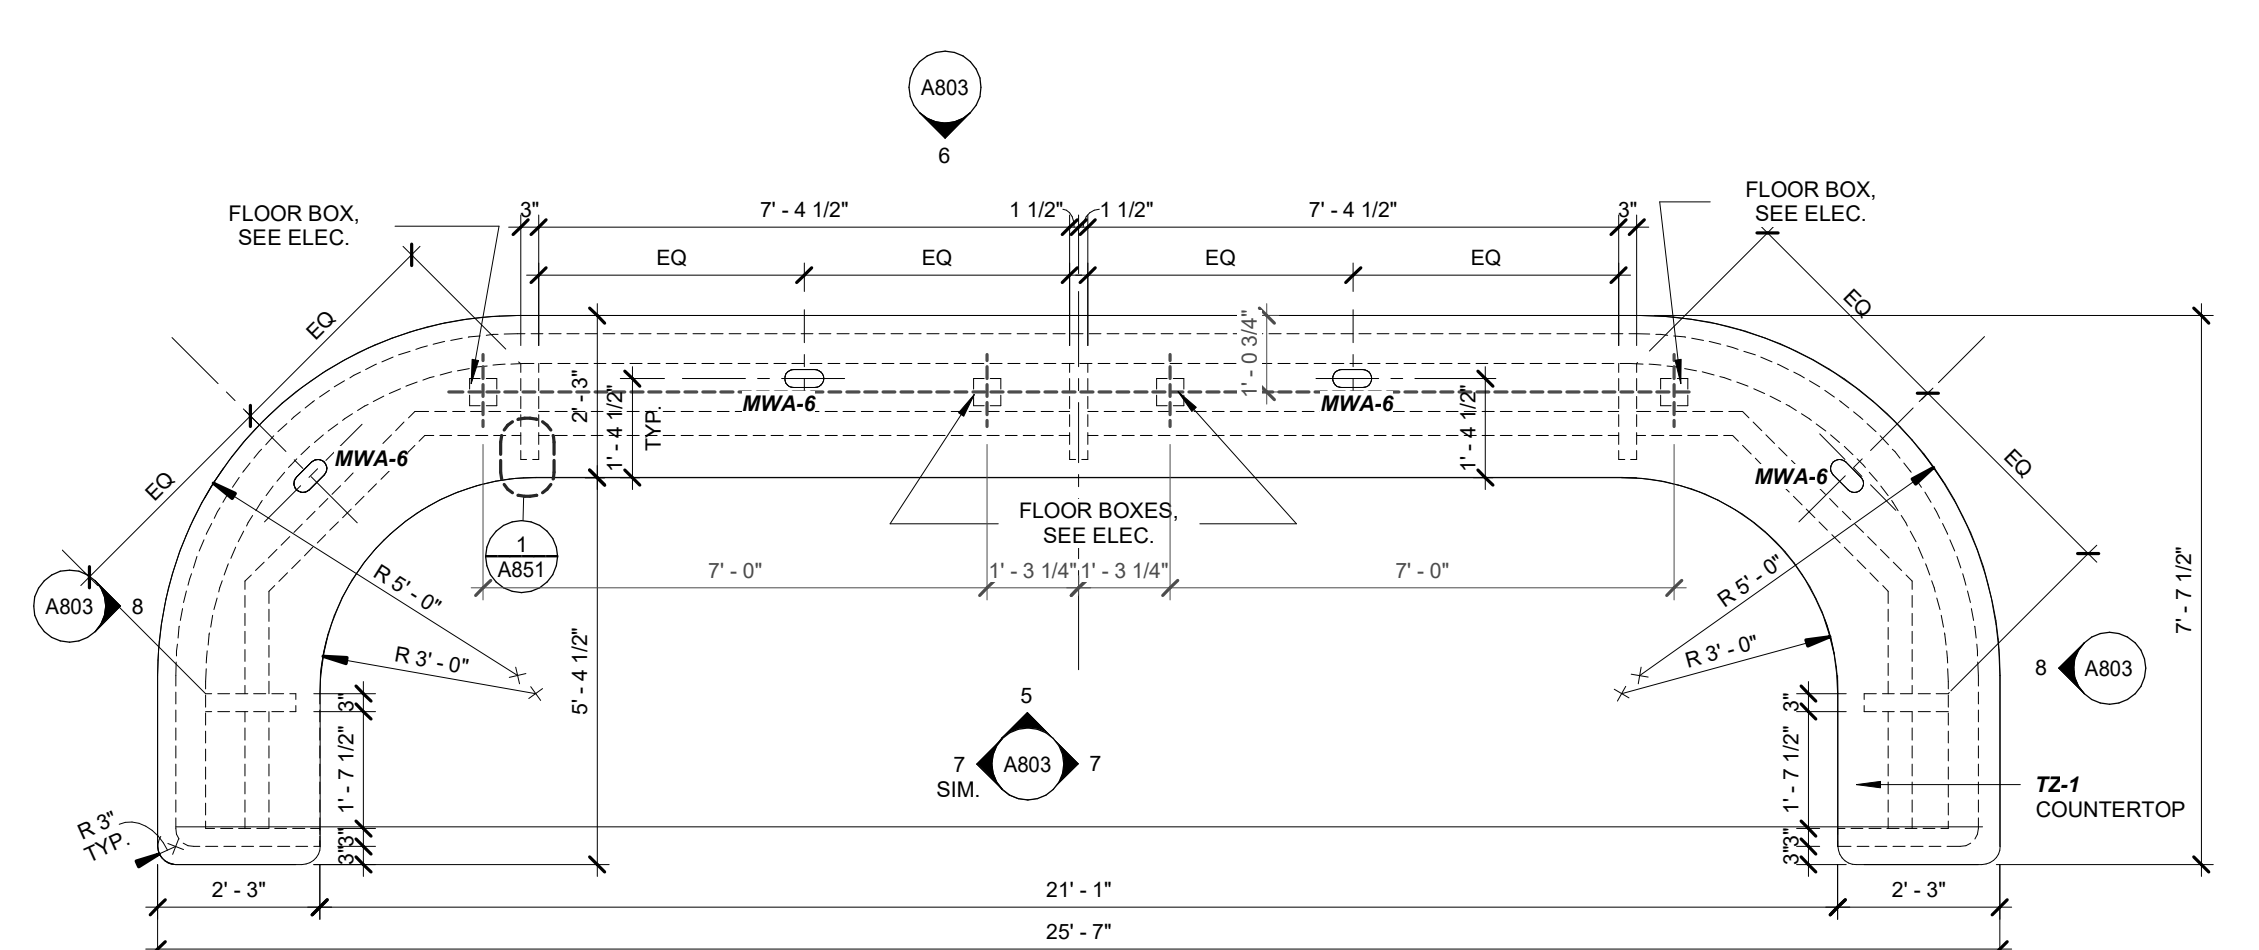 A803
6
FLOOR BOX,
SEE ELEC.
FLOOR BOX,
SEE ELEC.
3"
7' - 4 1/2"
1 1/2"
1 1/2"
7' - 4 1/2"
3"
EQ
EQ
EQ
EQ
EQ
EQ
EQ
EQ
1' - 0 3/4"
2' - 3"
1' - 4 1/2"
TYP.
1' - 4 1/2"
MWA-6
MWA-6
MWA-6
MWA-6
FLOOR BOXES,
SEE ELEC.
1
A851
7' - 0"
1' - 3 1/4"
1' - 3 1/4"
7' - 0"
R 5' - 0"
R 3' - 0"
R 5' - 0"
R 3' - 0"
A803
8
8
A803
7' - 7 1/2"
5' - 4 1/2"
3"
1' - 7 1/2"
3"
3"
3"
1' - 7 1/2"
3"
3"
5
7
A803
7
SIM.
TZ-1
COUNTERTOP
R 3"
TYP.
2' - 3"
21' - 1"
2' - 3"
25' - 7"